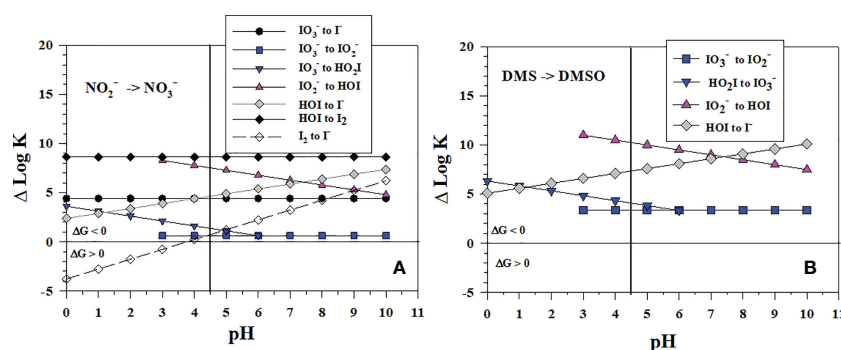 IO₃⁻ to I⁻
IO₃⁻ to IO₂⁻
IO₃⁻ to HO₂I
IO₂⁻ to HOI
HOI to I⁻
HOI to I₂
I₂ to I⁻
NO₂⁻ -> NO₃⁻
Δ Log K
20
15
10
5
0
-5
ΔG < 0
ΔG > 0
A
0 1 2 3 4 5 6 7 8 9 10 11
pH
IO₃⁻ to IO₂⁻
HO₂I to IO₃⁻
IO₂⁻ to HOI
HOI to I⁻
DMS -> DMSO
Δ Log K
20
15
10
5
0
-5
ΔG < 0
ΔG > 0
B
0 1 2 3 4 5 6 7 8 9 10 11
pH